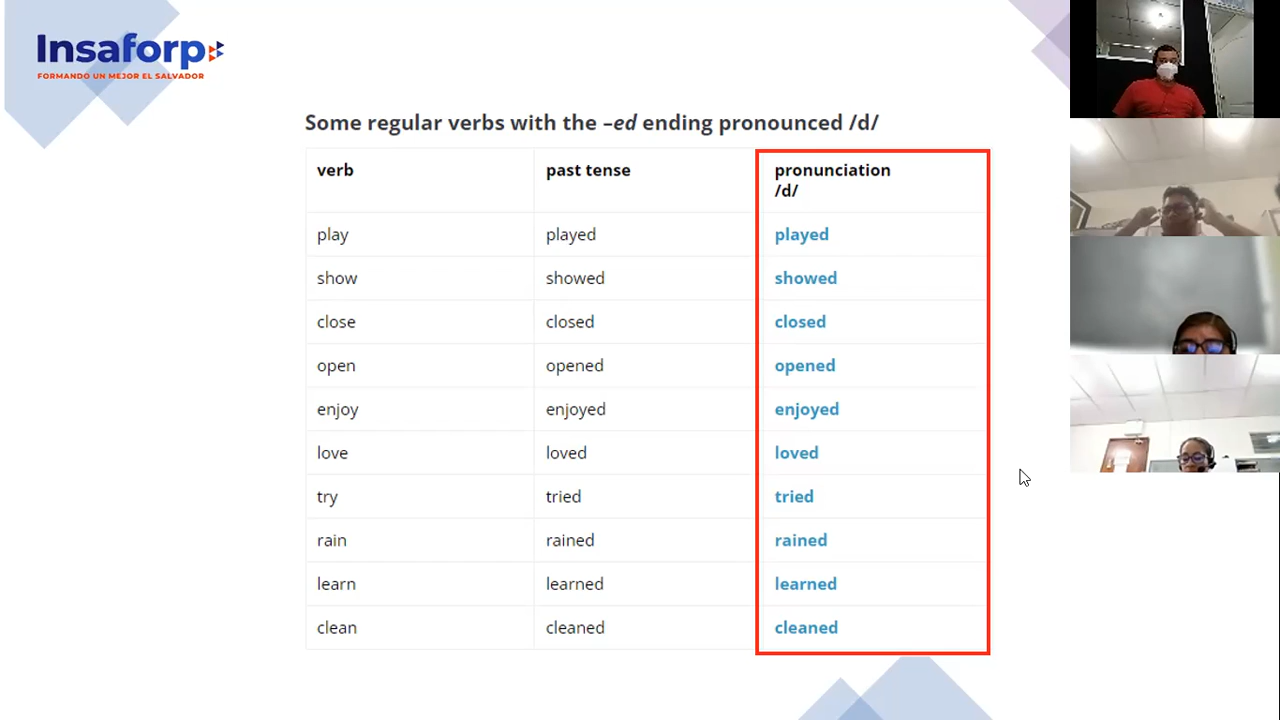 Insaforp
FORMANDO UN MEJOR EL SALVADOR
Some regular verbs with the –ed ending pronounced /d/
verb past tense pronunciation
/d/
play played played
show showed showed
close closed closed
open opened opened
enjoy enjoyed enjoyed
love loved loved
try tried tried
rain rained rained
learn learned learned
clean cleaned cleaned